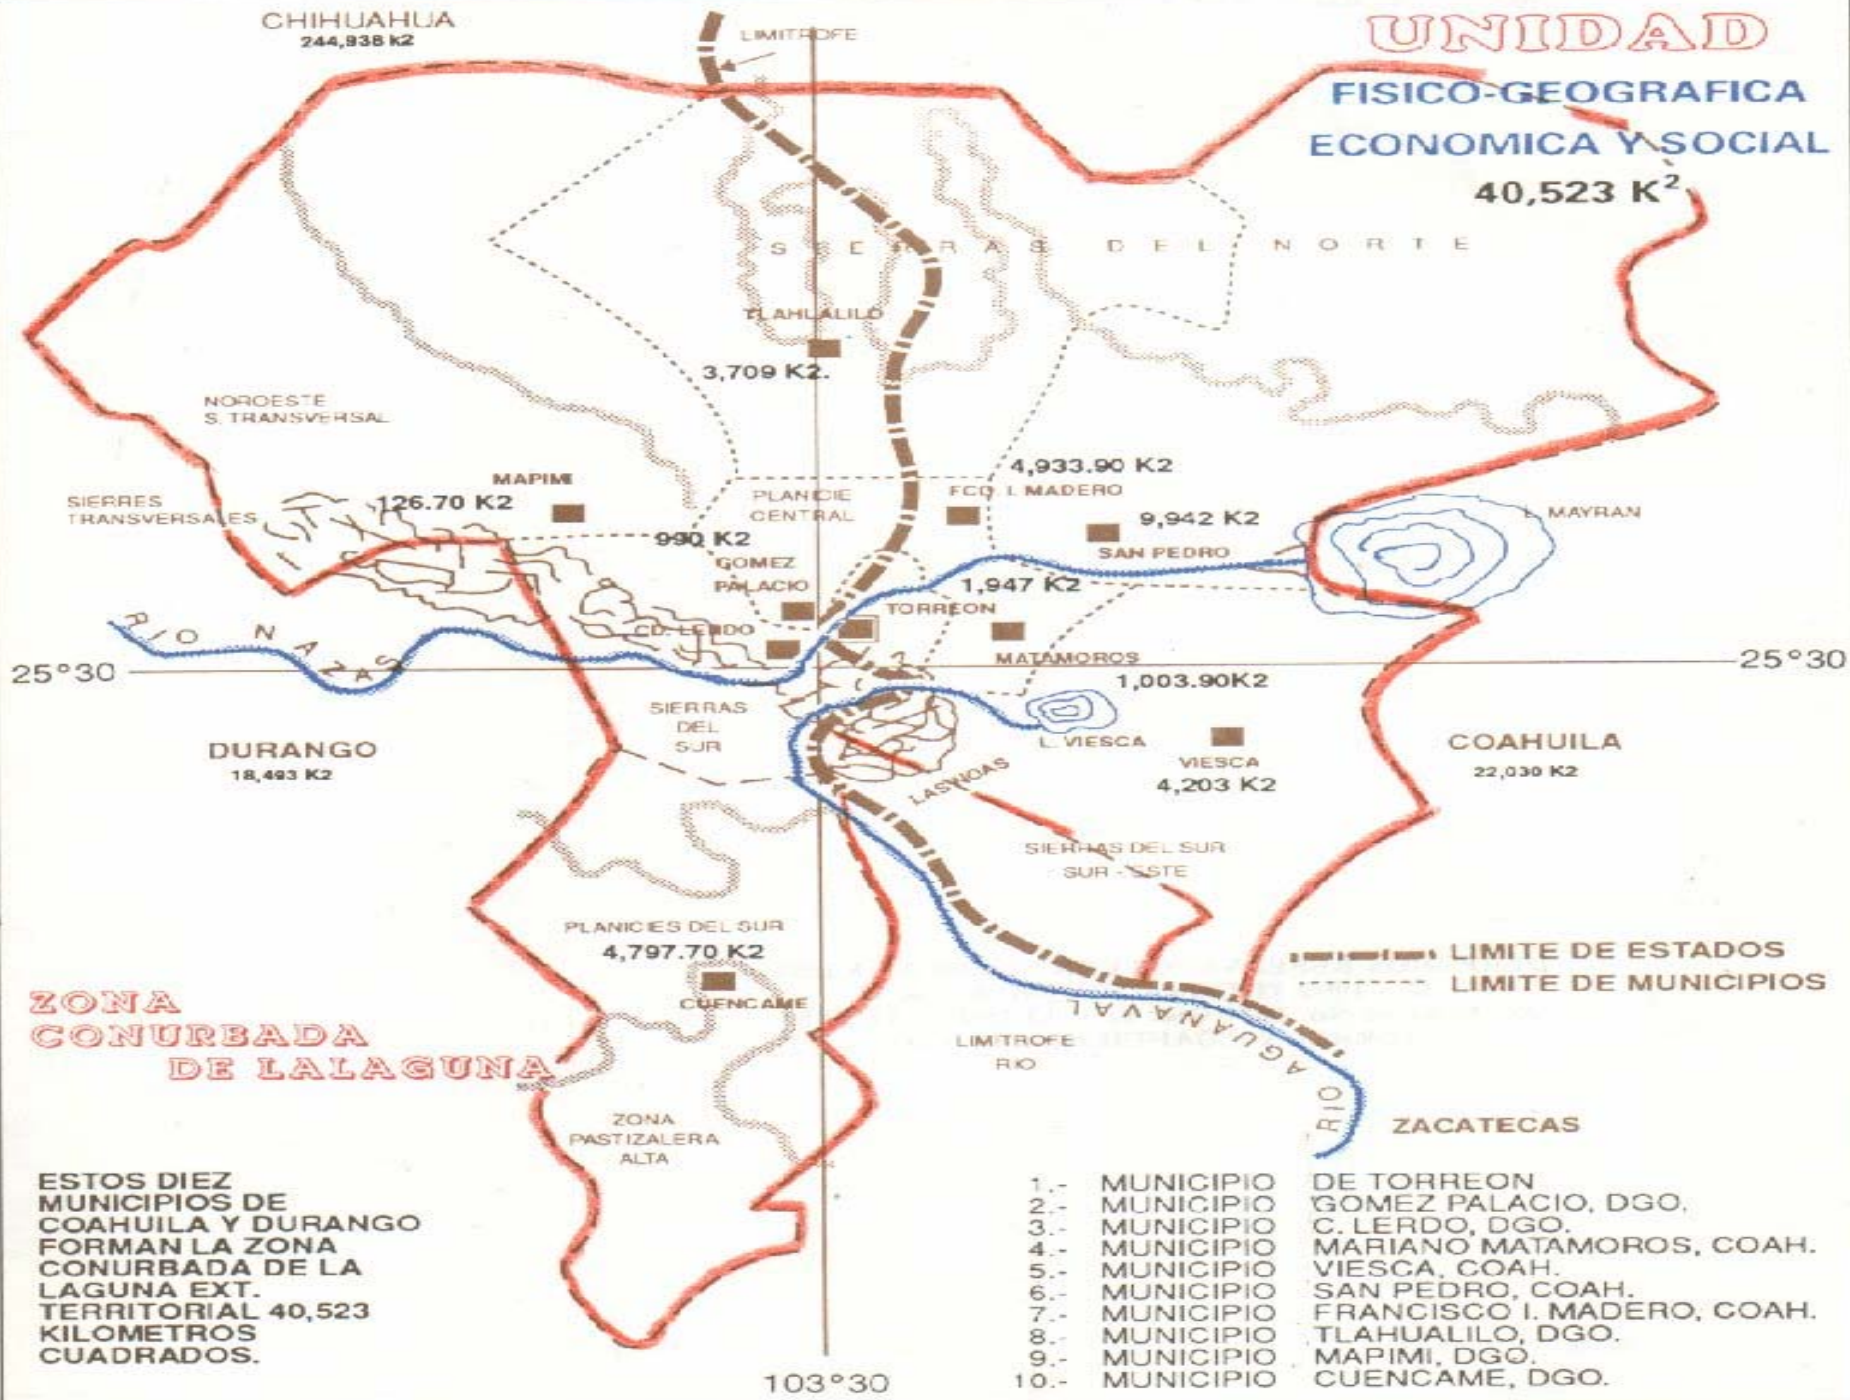 CHIHUAHUA
244,938 k2
LIMITROFE
UNIDAD
FISICO-GEOGRAFICA
ECONOMICA Y SOCIAL
40,523 K²
SIERRAS DEL NORTE
TLAHLALILO
3,709 K2.
NOROESTE
S. TRANSVERSAL
SIERRES
TRANSVERSALES
MAPIMI
126.70 K2
990 K2
GOMEZ
PALACIO
PLANICIE
CENTRAL
4,933.90 K2
FCO. I. MADERO
9,942 K2
SAN PEDRO
L. MAYRAN
1,947 K2
TORREON
CD. LERDO
RIO NAZAS
MATAMOROS
1,003.90K2
25°30
25°30
SIERRAS
DEL
SUR
DURANGO
18,493 K2
L. VIESCA
VIESCA
4,203 K2
COAHUILA
22,030 K2
LAS NOAS
SIERRAS DEL SUR
SUR - ESTE
PLANICIES DEL SUR
4,797.70 K2
CUENCAME
LIMITE DE ESTADOS
LIMITE DE MUNICIPIOS
ZONA
CONURBADA
DE LALAGUNA
LIMITROFE
RIO
RIO AGUANAVAL
ZACATECAS
ZONA
PASTIZALERA
ALTA
ESTOS DIEZ
MUNICIPIOS DE
COAHUILA Y DURANGO
FORMAN LA ZONA
CONURBADA DE LA
LAGUNA EXT.
TERRITORIAL 40,523
KILOMETROS
CUADRADOS.
1.- MUNICIPIO DE TORREON
2.- MUNICIPIO GOMEZ PALACIO, DGO.
3.- MUNICIPIO C. LERDO, DGO.
4.- MUNICIPIO MARIANO MATAMOROS, COAH.
5.- MUNICIPIO VIESCA, COAH.
6.- MUNICIPIO SAN PEDRO, COAH.
7.- MUNICIPIO FRANCISCO I. MADERO, COAH.
8.- MUNICIPIO TLAHUALILO, DGO.
9.- MUNICIPIO MAPIMI, DGO.
10.- MUNICIPIO CUENCAME, DGO.
103°30